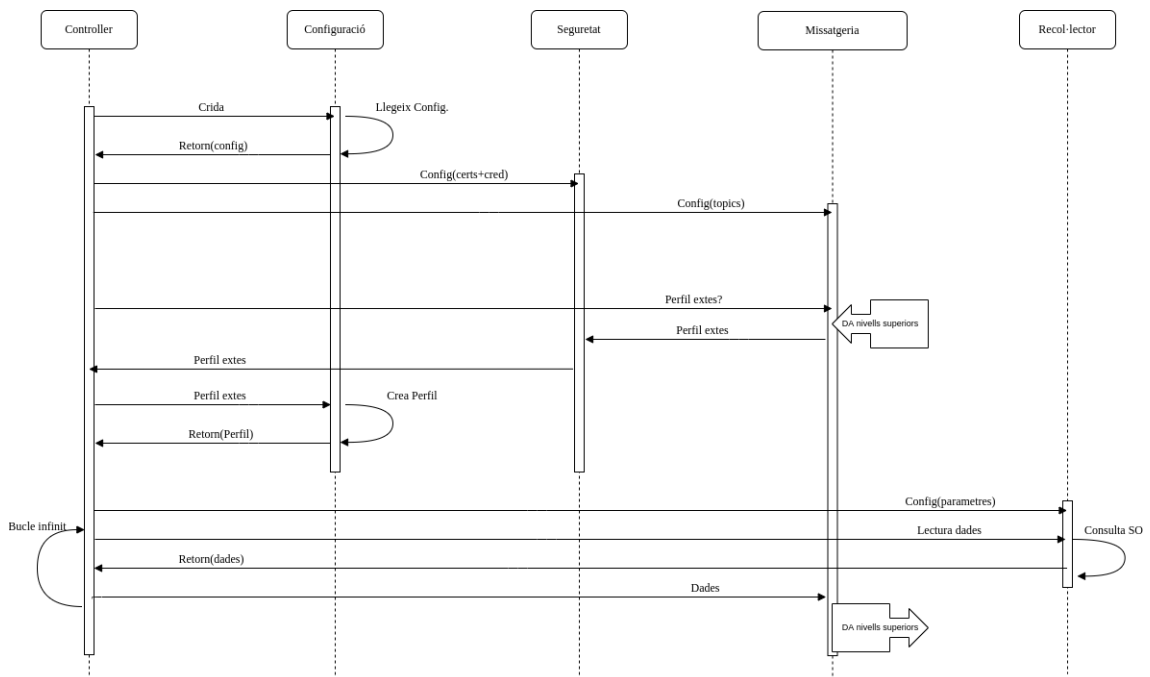 Controller
Configuració
Seguretat
Missatgeria
Recol·lector
Crida
Llegeix Config.
Retorn(config)
Config(certs+cred)
Config(topics)
Perfil extes?
DA nivells superiors
Perfil extes
Perfil extes
Perfil extes
Crea Perfil
Retorn(Perfil)
Config(parametres)
Bucle infinit
Lectura dades
Consulta SO
Retorn(dades)
Dades
DA nivells superiors